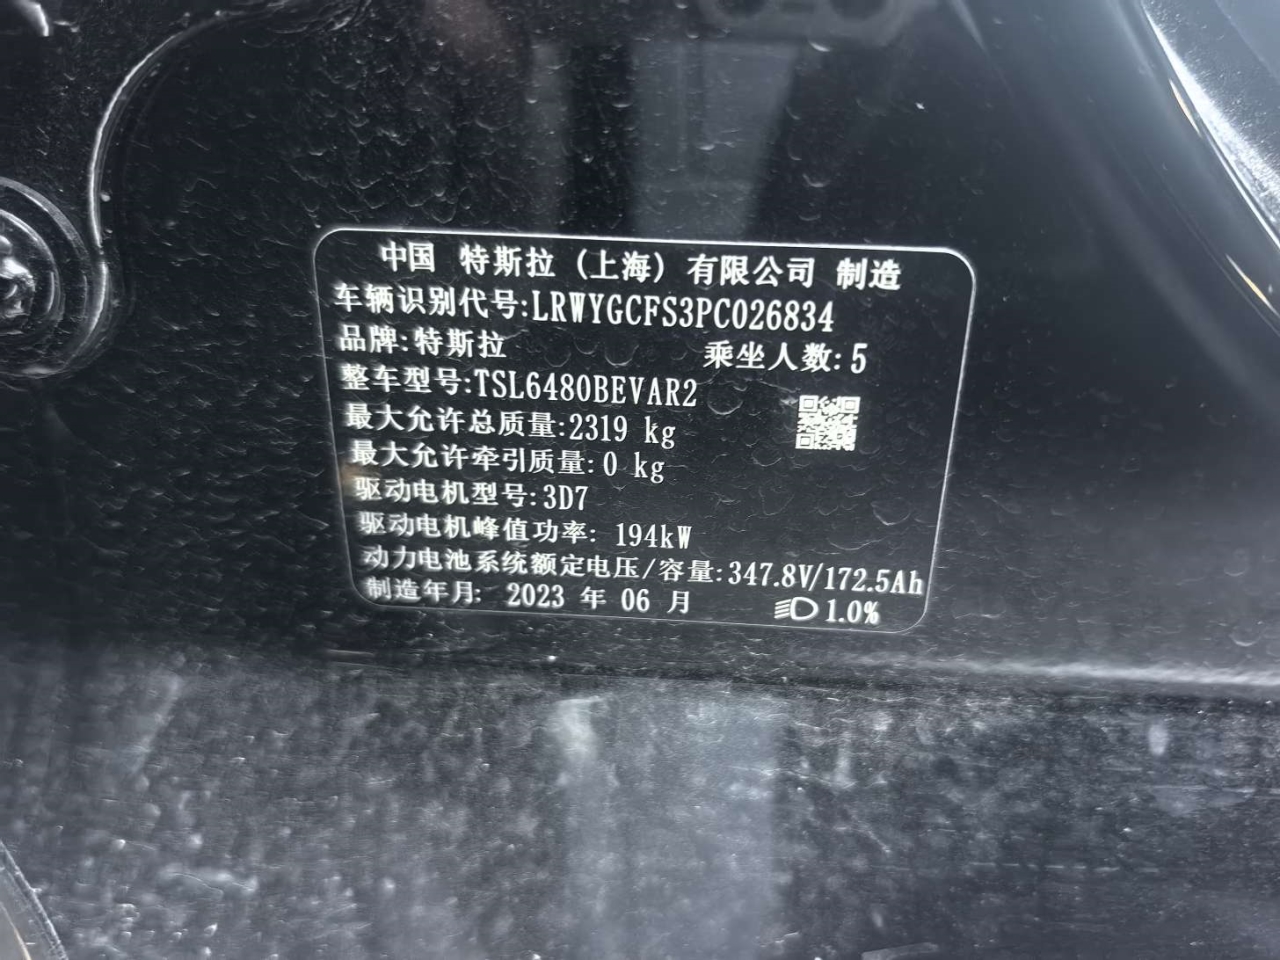 中国 特斯拉 (上海) 有限公司 制造
车辆识别代号:LRWYGCFS3PC026834
品牌:特斯拉 乘坐人数:5
整车型号:TSL6480BEVAR2
最大允许总质量:2319 kg
最大允许牵引质量:0 kg
驱动电机型号:3D7
驱动电机峰值功率: 194kW
动力电池系统额定电压/容量:347.8V/172.5Ah
制造年月: 2023 年 06 月 1.0%